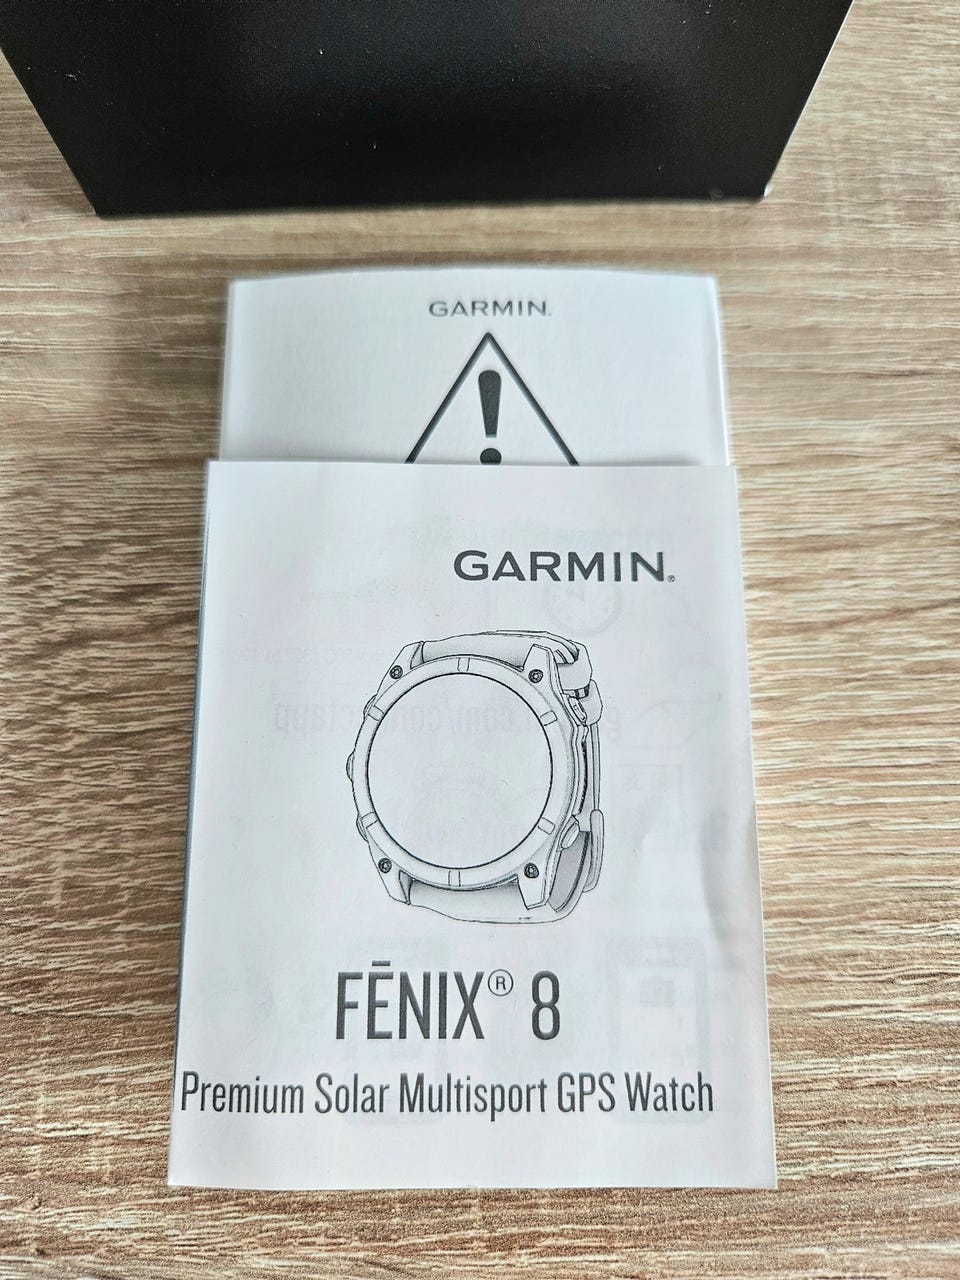 GARMIN.
!
GARMIN®
FĒNIX® 8
Premium Solar Multisport GPS Watch